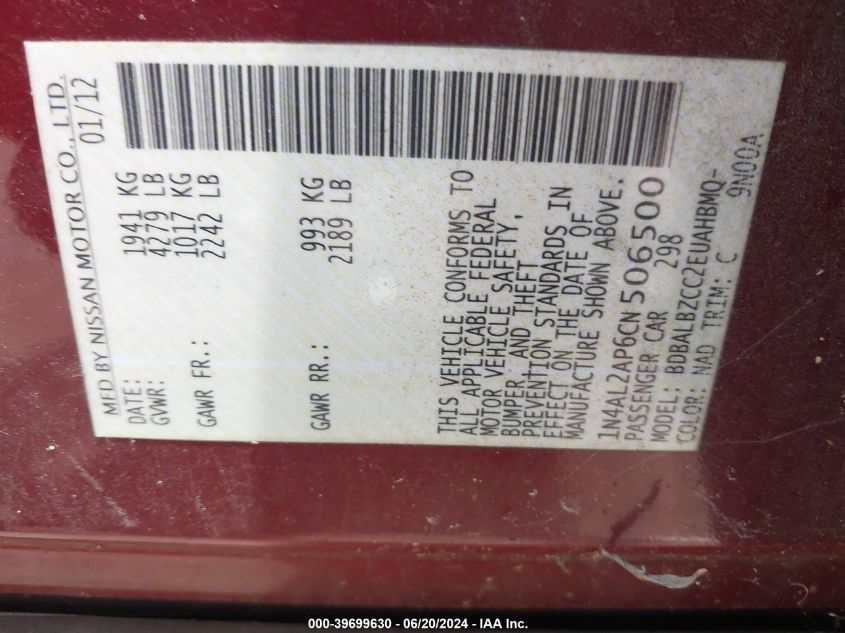 MFD BY NISSAN MOTOR CO., LTD.
DATE: 01/12
GVWR: 1941 KG
4279 LB
GAWR FR.: 1017 KG
2242 LB
GAWR RR.: 993 KG
2189 LB
THIS VEHICLE CONFORMS TO
ALL APPLICABLE FEDERAL
MOTOR VEHICLE SAFETY,
BUMPER, AND THEFT
PREVENTION STANDARDS IN
EFFECT ON THE DATE OF
MANUFACTURE SHOWN ABOVE.
1N4AL2AP6CN506500
PASSENGER CAR 298
MODEL: BDBALBZCC2EUAHBMQ-
COLOR: NAD TRIM: C 9N00A
000-39699630 - 06/20/2024 - IAA Inc.